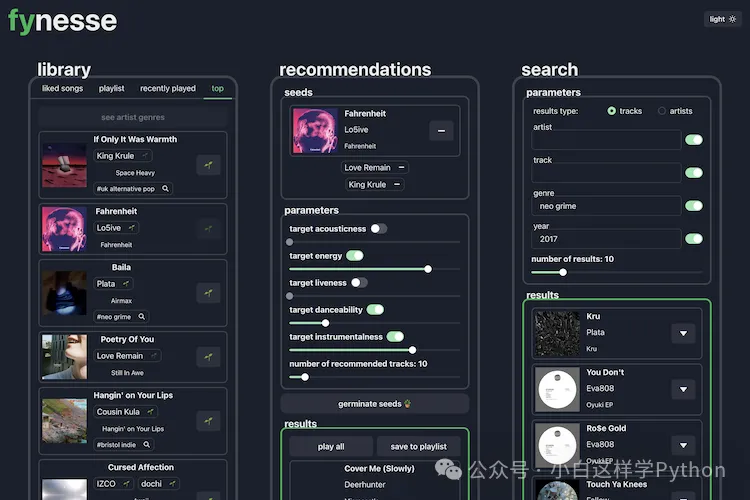 fynesse
light
library
liked songs playlist recently played top
see artist genres
If Only It Was Warmth
King Krule
Space Heavy
#uk alternative pop
Fahrenheit
Lo5ive
Fahrenheit
Baila
Plata
Airmax
#neo grime
Poetry Of You
Love Remain
Still In Awe
Hangin' on Your Lips
Cousin Kula
Hangin' on Your Lips
#bristol indie
Cursed Affection
IZCO dochi
recommendations
seeds
Fahrenheit
Lo5ive
Fahrenheit
Love Remain
King Krule
parameters
target acousticness
target energy
target liveness
target danceability
target instrumentalness
number of recommended tracks: 10
germinate seeds
results
play all save to playlist
Cover Me (Slowly)
Deerhunter
search
parameters
results type: tracks artists
artist
track
genre
neo grime
year
2017
number of results: 10
results
Kru
Plata
Kru
You Don't
Eva808
Oyuki EP
Ro$e Gold
Eva808
Oyuki EP
Touch Ya Knees
公众号 · 小白这样学Python